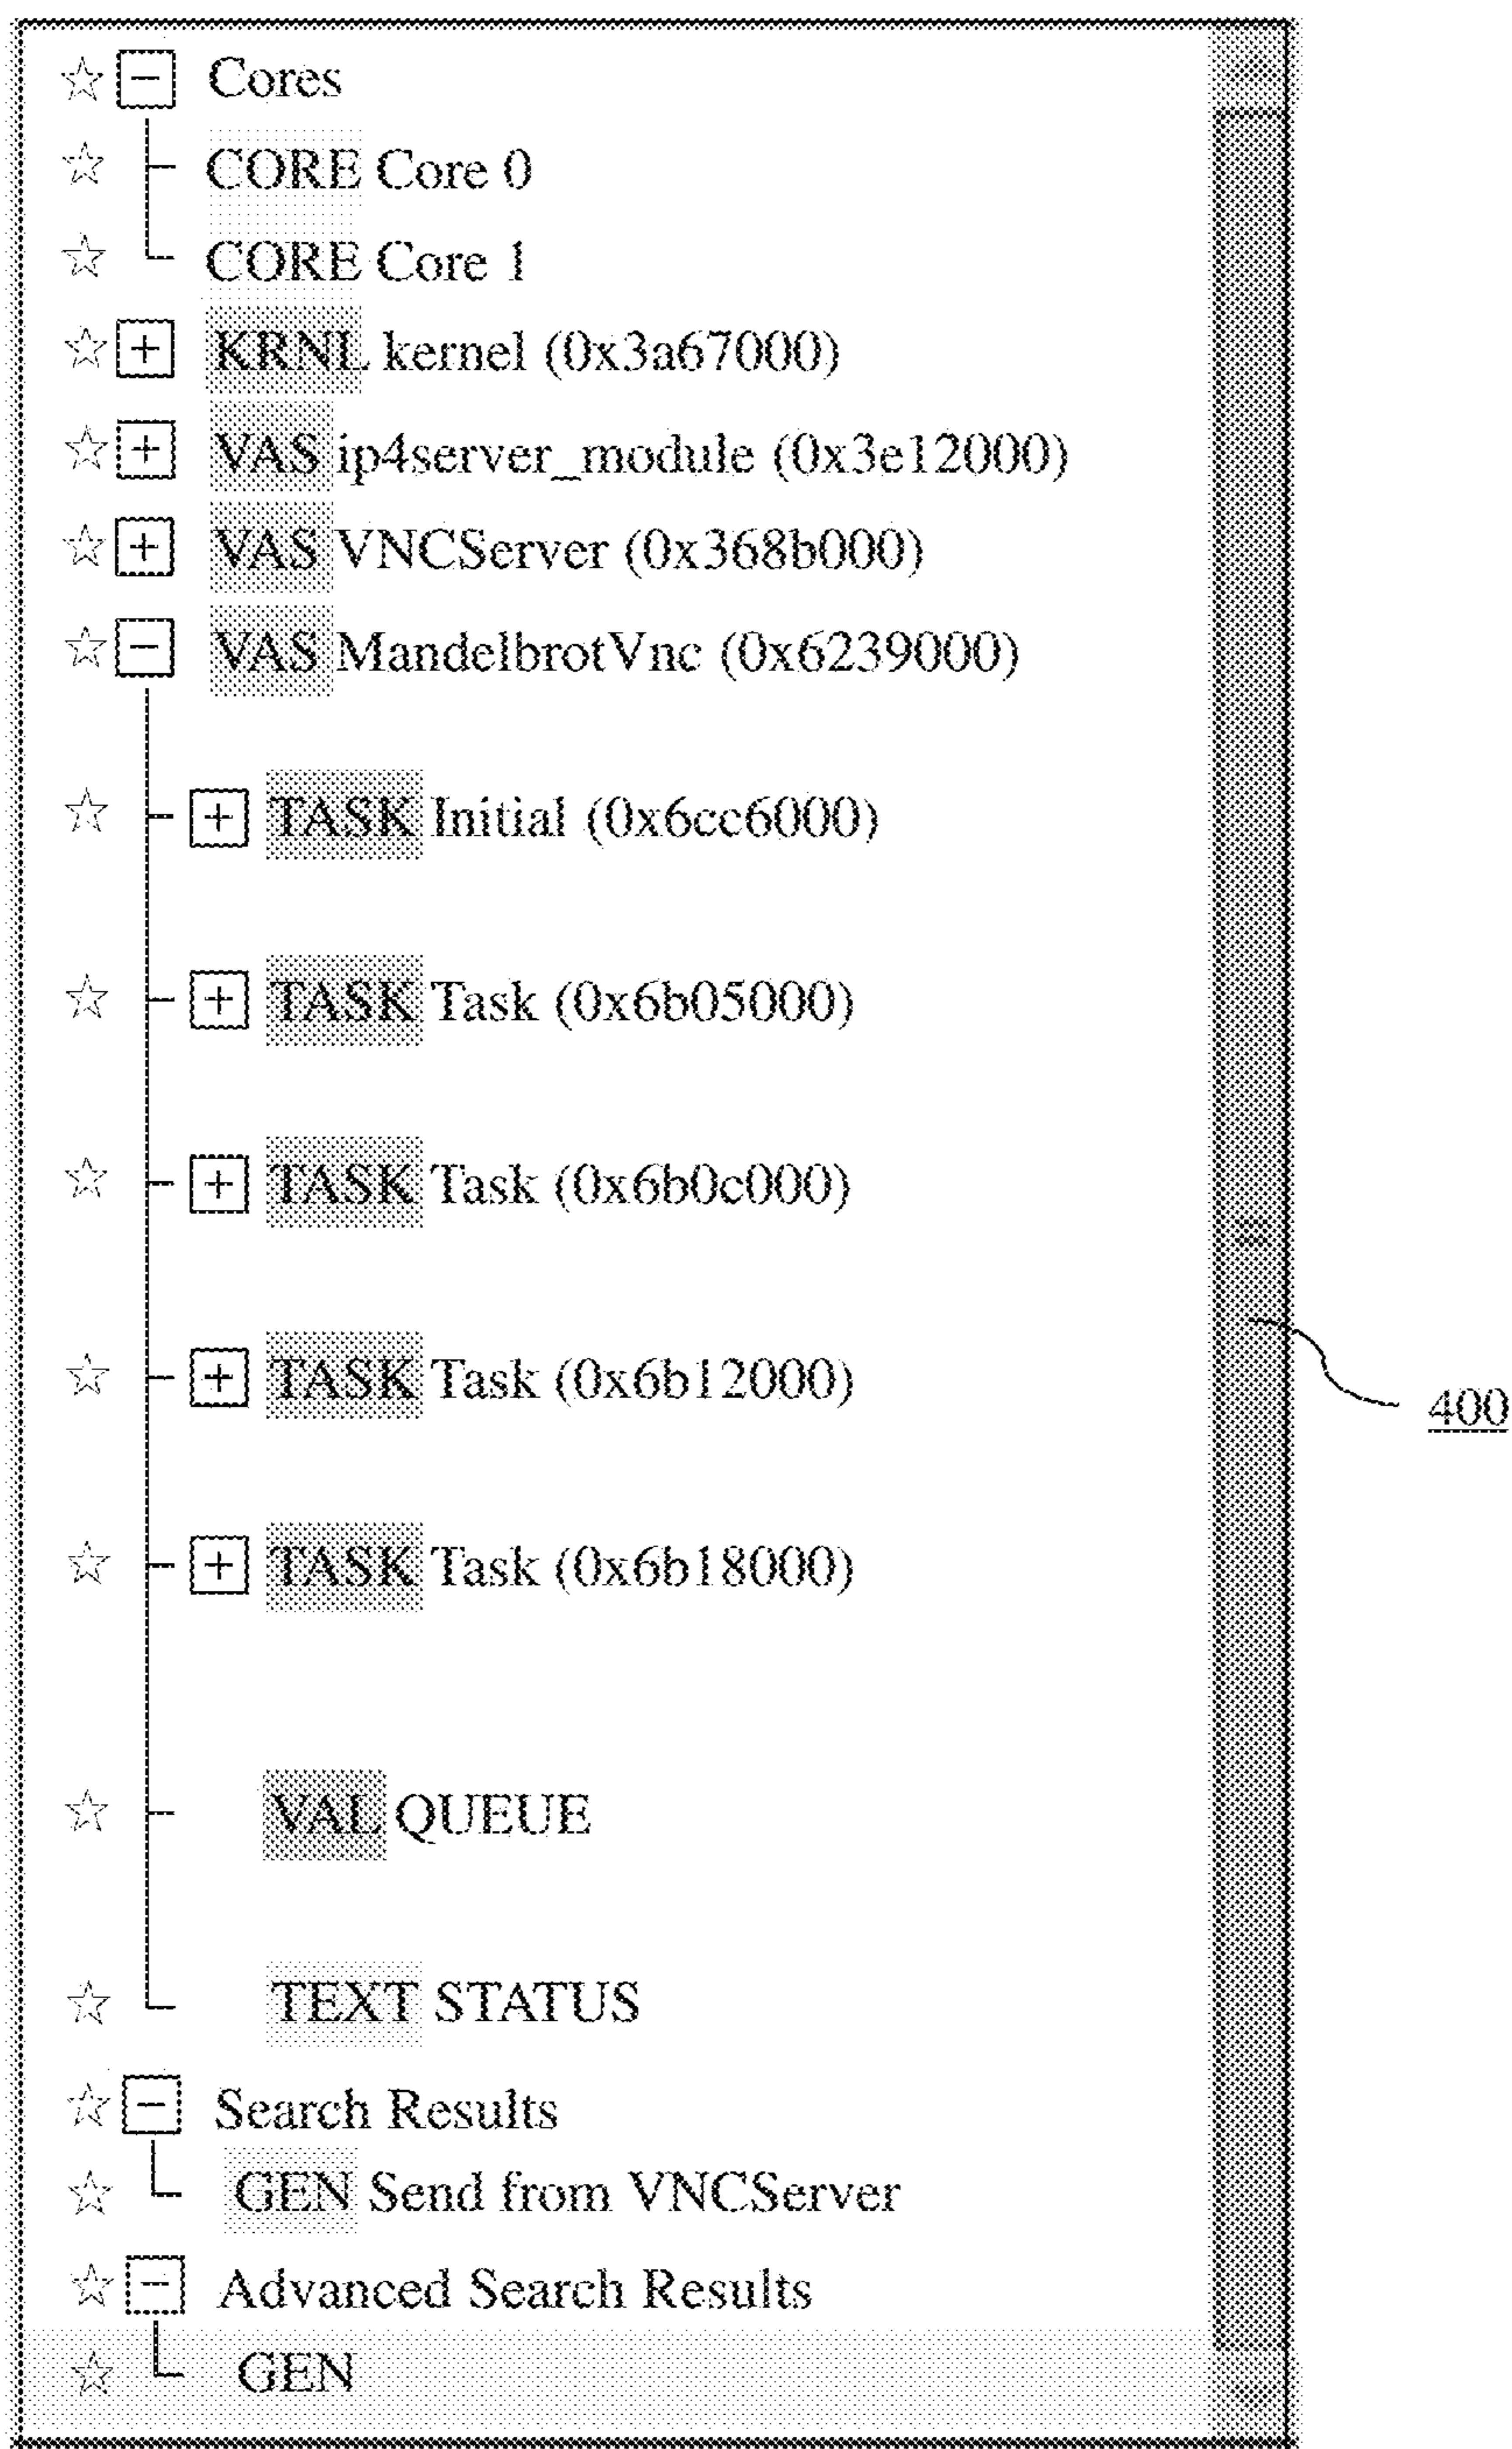 Cores
CORE Core 0
CORE Core 1
KRNL kernel (0x3a67000)
VAS ip4server_module (0x3e12000)
VAS VNCServer (0x368b000)
VAS MandelbrotVnc (0x6239000)
TASK Initial (0x6cc6000)
TASK Task (0x6b05000)
TASK Task (0x6b0c000)
TASK Task (0x6b12000)
400
TASK Task (0x6b18000)
VAL QUEUE
TEXT STATUS
Search Results
GEN Send from VNCServer
Advanced Search Results
GEN